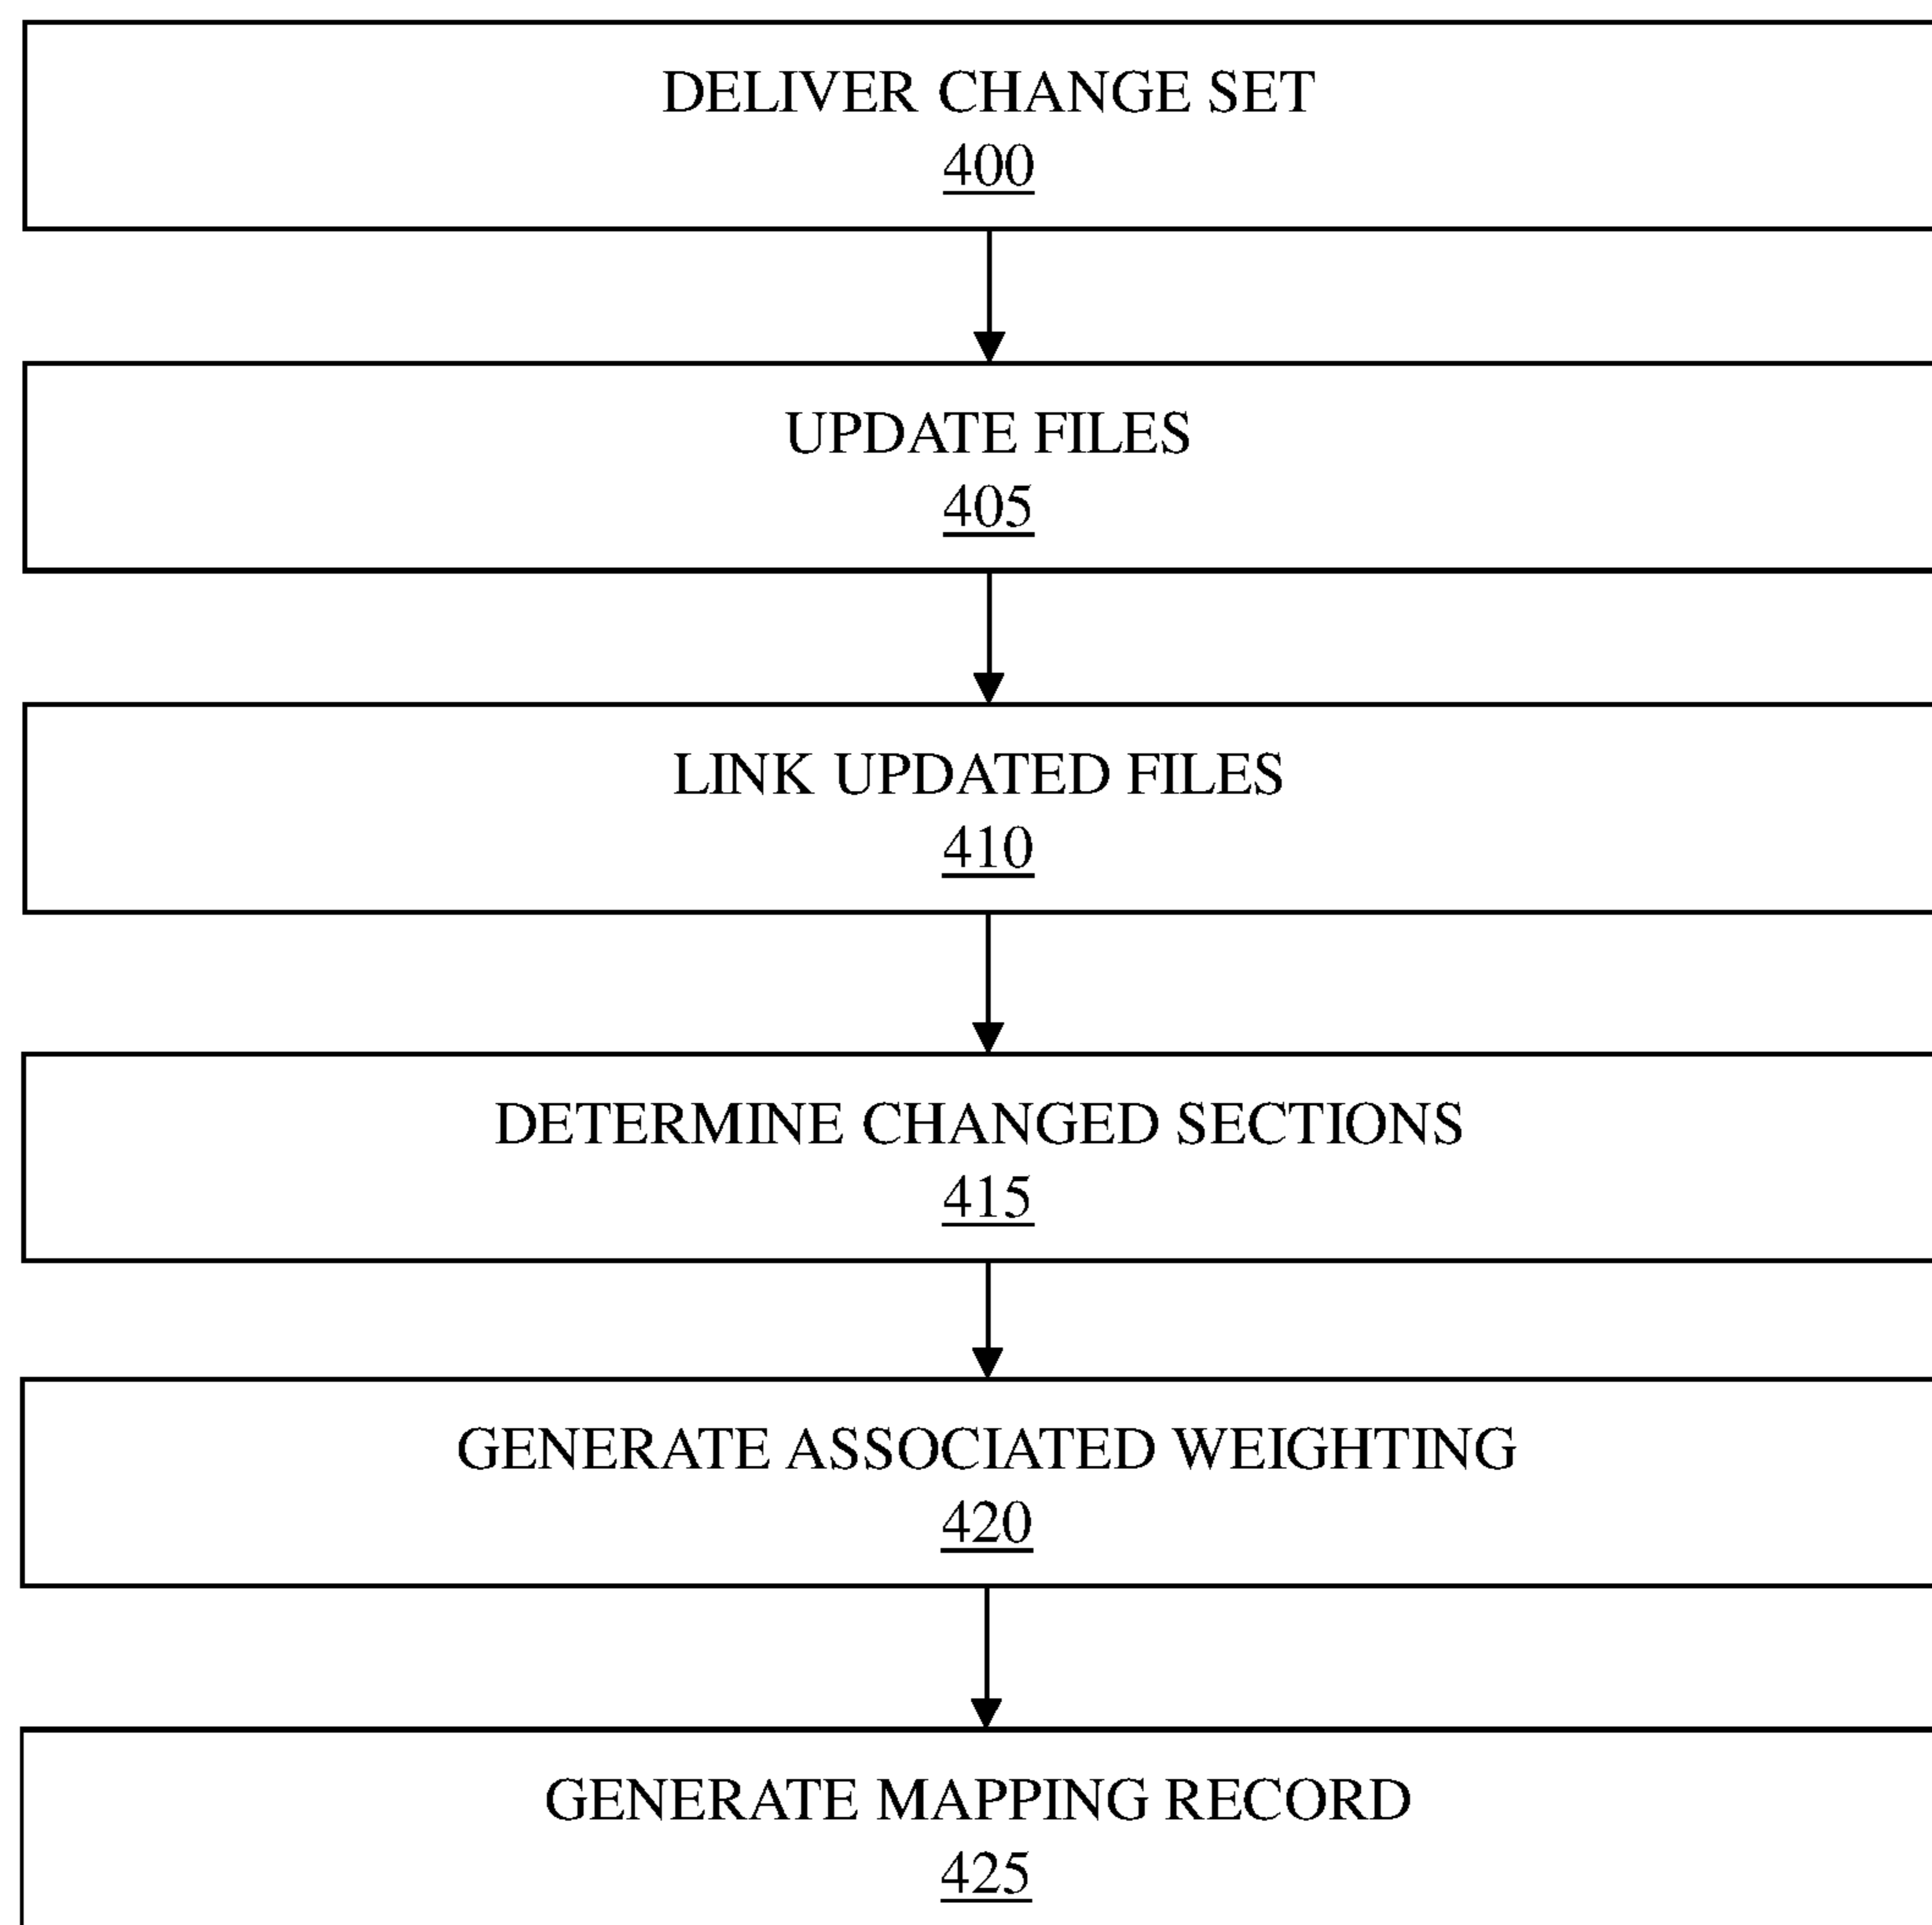 DELIVER CHANGE SET
400
UPDATE FILES
405
LINK UPDATED FILES
410
DETERMINE CHANGED SECTIONS
415
GENERATE ASSOCIATED WEIGHTING
420
GENERATE MAPPING RECORD
425